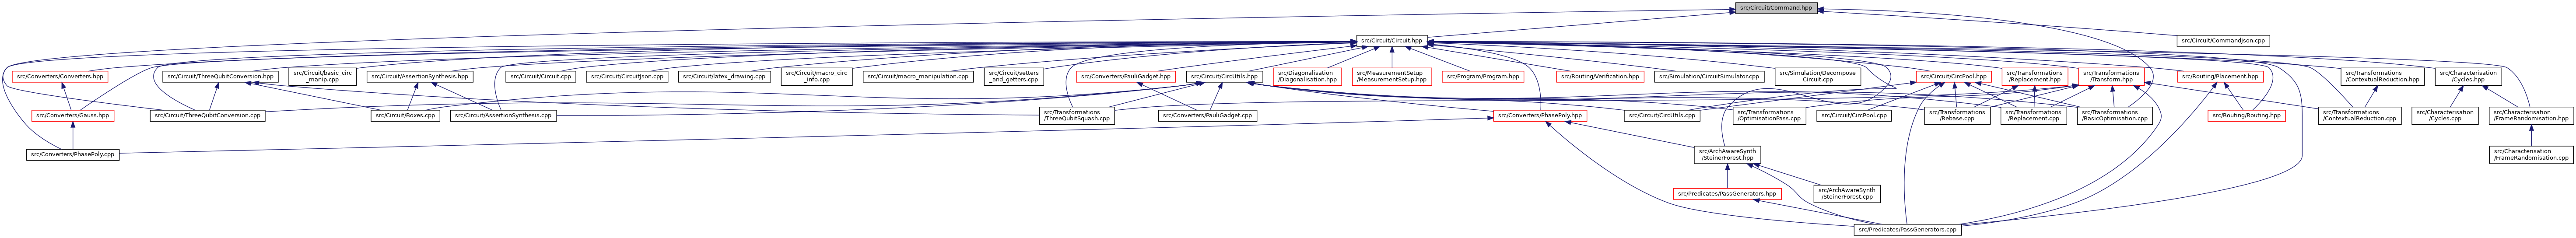 src/Circuit/Command.hpp
src/Circuit/Circuit.hpp
src/Circuit/CommandJson.cpp
src/Converters/Converters.hpp
src/Circuit/ThreeQubitConversion.hpp
src/Circuit/basic_circ
_manip.cpp
src/Circuit/AssertionSynthesis.hpp
src/Circuit/Circuit.cpp
src/Circuit/CircuitJson.cpp
src/Circuit/latex_drawing.cpp
src/Circuit/macro_circ
_info.cpp
src/Circuit/macro_manipulation.cpp
src/Circuit/setters
_and_getters.cpp
src/Converters/PauliGadget.hpp
src/Circuit/CircUtils.hpp
src/Diagonalisation
/Diagonalisation.hpp
src/MeasurementSetup
/MeasurementSetup.hpp
src/Program/Program.hpp
src/Routing/Verification.hpp
src/Simulation/CircuitSimulator.cpp
src/Simulation/Decompose
Circuit.cpp
src/Circuit/CircPool.hpp
src/Transformations
/Replacement.hpp
src/Transformations
/Transform.hpp
src/Routing/Placement.hpp
src/Transformations
/ContextualReduction.hpp
src/Characterisation
/Cycles.hpp
src/Converters/Gauss.hpp
src/Circuit/ThreeQubitConversion.cpp
src/Circuit/Boxes.cpp
src/Circuit/AssertionSynthesis.cpp
src/Transformations
/ThreeQubitSquash.cpp
src/Converters/PauliGadget.cpp
src/Converters/PhasePoly.hpp
src/Circuit/CircUtils.cpp
src/Transformations
/OptimisationPass.cpp
src/Circuit/CircPool.cpp
src/Transformations
/Rebase.cpp
src/Transformations
/Replacement.cpp
src/Transformations
/BasicOptimisation.cpp
src/Routing/Routing.hpp
src/Transformations
/ContextualReduction.cpp
src/Characterisation
/Cycles.cpp
src/Characterisation
/FrameRandomisation.hpp
src/Converters/PhasePoly.cpp
src/ArchAwareSynth
/SteinerForest.hpp
src/Characterisation
/FrameRandomisation.cpp
src/Predicates/PassGenerators.hpp
src/ArchAwareSynth
/SteinerForest.cpp
src/Predicates/PassGenerators.cpp